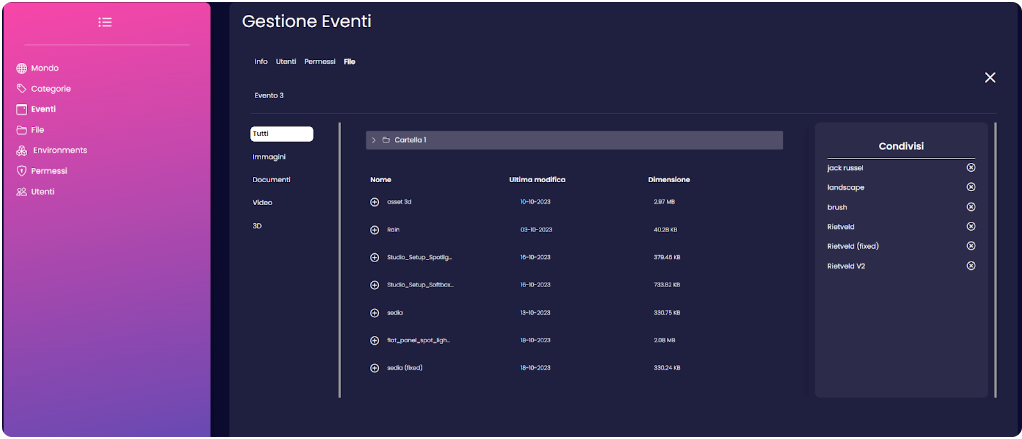 Gestione Eventi
Mondo
Categorie
Eventi
File
Environments
Permessi
Utenti
Info Utenti Permessi File
Evento 3
Tutti
Immagini
Documenti
Video
3D
Cartella 1
Nome Ultima modifica Dimensione
asset 3d 10-10-2023 2.97 MB
Rain 03-10-2023 40.28 KB
Studio_Setup_Spotlig... 16-10-2023 379.46 KB
Studio_Setup_Softbox... 16-10-2023 733.82 KB
sedia 13-10-2023 330.75 KB
flat_panel_spot_ligh... 18-10-2023 2.08 MB
sedia (fixed) 18-10-2023 330.24 KB
Condivisi
jack russel
landscape
brush
Rietveld
Rietveld (fixed)
Rietveld V2